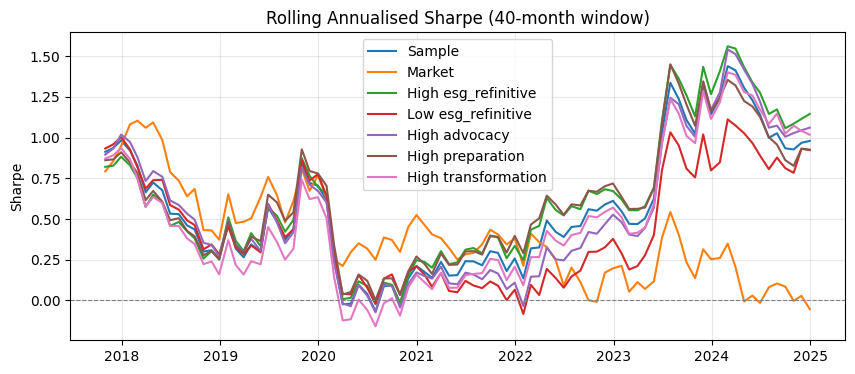 Rolling Annualised Sharpe (40-month window)
Sharpe
1.50
1.25
1.00
0.75
0.50
0.25
0.00
Sample
Market
High esg_refinitive
Low esg_refinitive
High advocacy
High preparation
High transformation
2018 2019 2020 2021 2022 2023 2024 2025